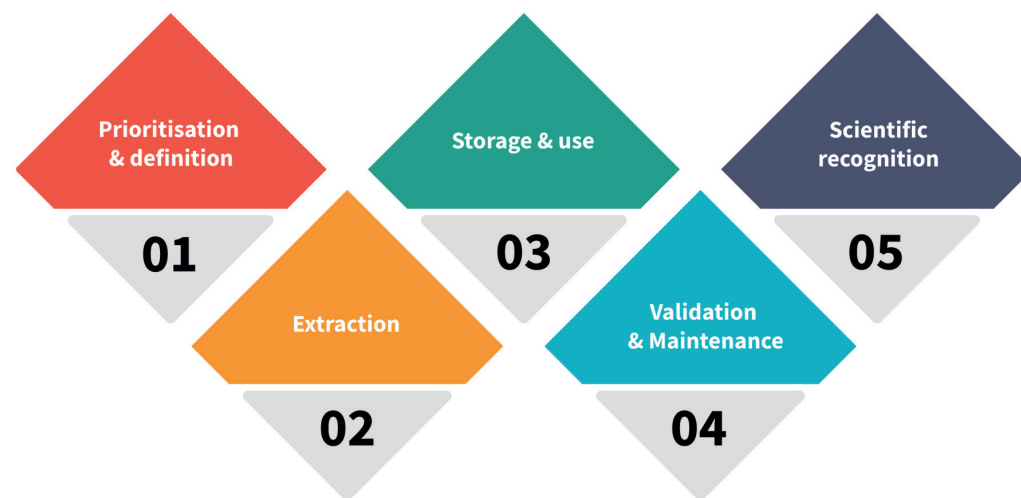 Prioritisation
& definition
01
Extraction
02
Storage & use
03
Validation
& Maintenance
04
Scientific
recognition
05